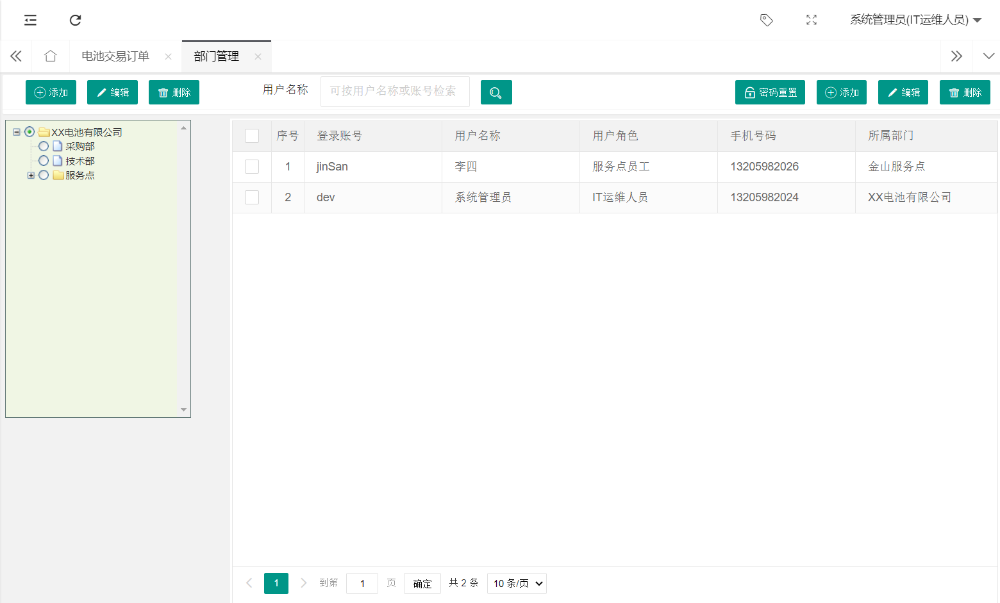 系统管理员(IT运维人员)
电池交易订单 部门管理
添加 编辑 删除 用户名称 可按用户名称或账号检索 密码重置 添加 编辑 删除
XX电池有限公司
采购部
技术部
服务点
序号 登录账号 用户名称 用户角色 手机号码 所属部门
1 jinSan 李四 服务点员工 13205982026 金山服务点
2 dev 系统管理员 IT运维人员 13205982024 XX电池有限公司
1 到第 1 页 确定 共 2 条 10 条/页